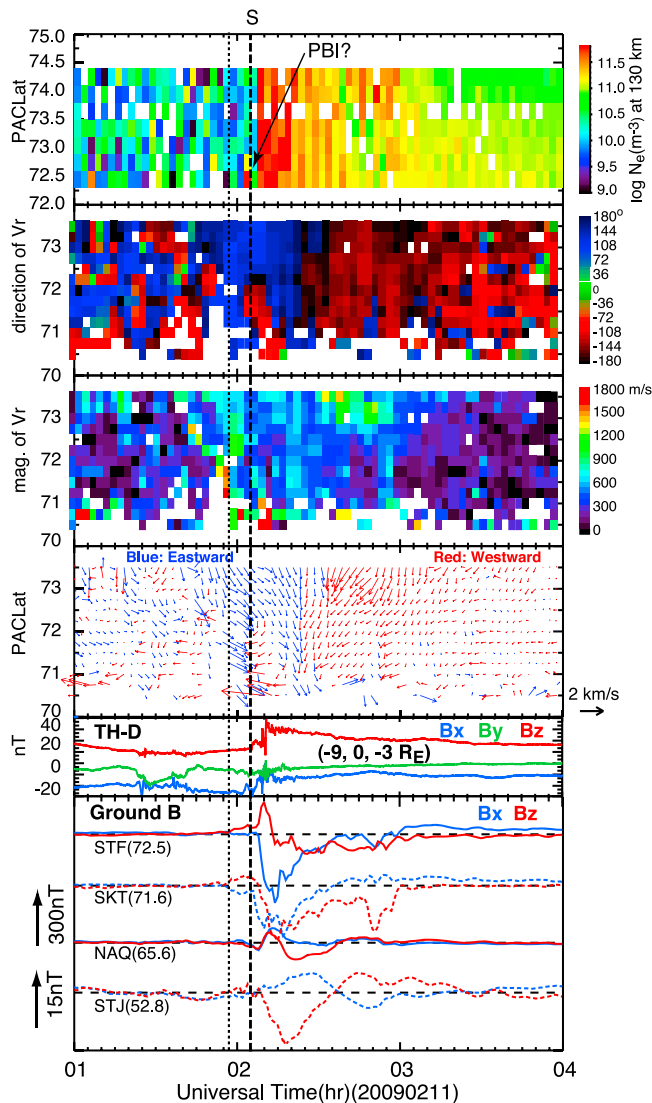 S
PBI?
75.0
74.0
73.5
72.5
72.0
PACLat
11.5
11.0
10.5
10.0
9.5
9.0
log Ne(m-3) at 130 km
73
72
71
70
direction of Vr
180o
144
108
72
36
0
-36
-72
-108
-144
-180
73
72
71
70
mag. of Vr
1800 m/s
1500
1200
900
600
300
0
Blue: Eastward
Red: Westward
73
72
71
70
PACLat
2 km/s
TH-D
Bx By Bz
(-9, 0, -3 RE)
40
20
0
-20
nT
Ground B
Bx Bz
STF(72.5)
SKT(71.6)
NAQ(65.6)
STJ(52.8)
300nT
15nT
01 02 03 04
Universal Time(hr)(20090211)